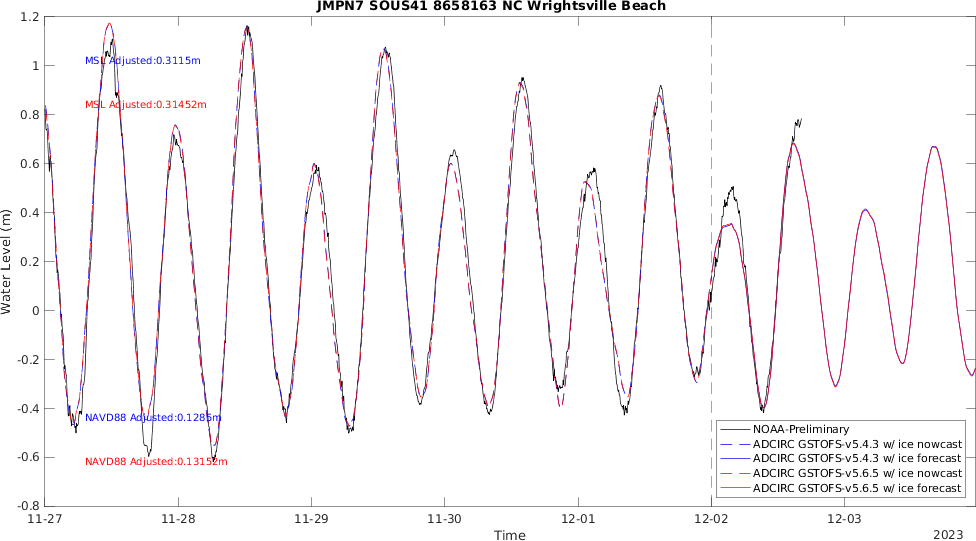 JMPN7 SOUS41 8658163 NC Wrightsville Beach
1.2
1
0.8
0.6
0.4
0.2
0
-0.2
-0.4
-0.6
-0.8
Water Level (m)
MSL Adjusted:0.3115m
MSL Adjusted:0.31452m
NAVD88 Adjusted:0.1285m
NAVD88 Adjusted:0.13152m
NOAA-Preliminary
ADCIRC GSTOFS-v5.4.3 w/ ice nowcast
ADCIRC GSTOFS-v5.4.3 w/ ice forecast
ADCIRC GSTOFS-v5.6.5 w/ ice nowcast
ADCIRC GSTOFS-v5.6.5 w/ ice forecast
11-27 11-28 11-29 11-30 12-01 12-02 12-03
Time
2023